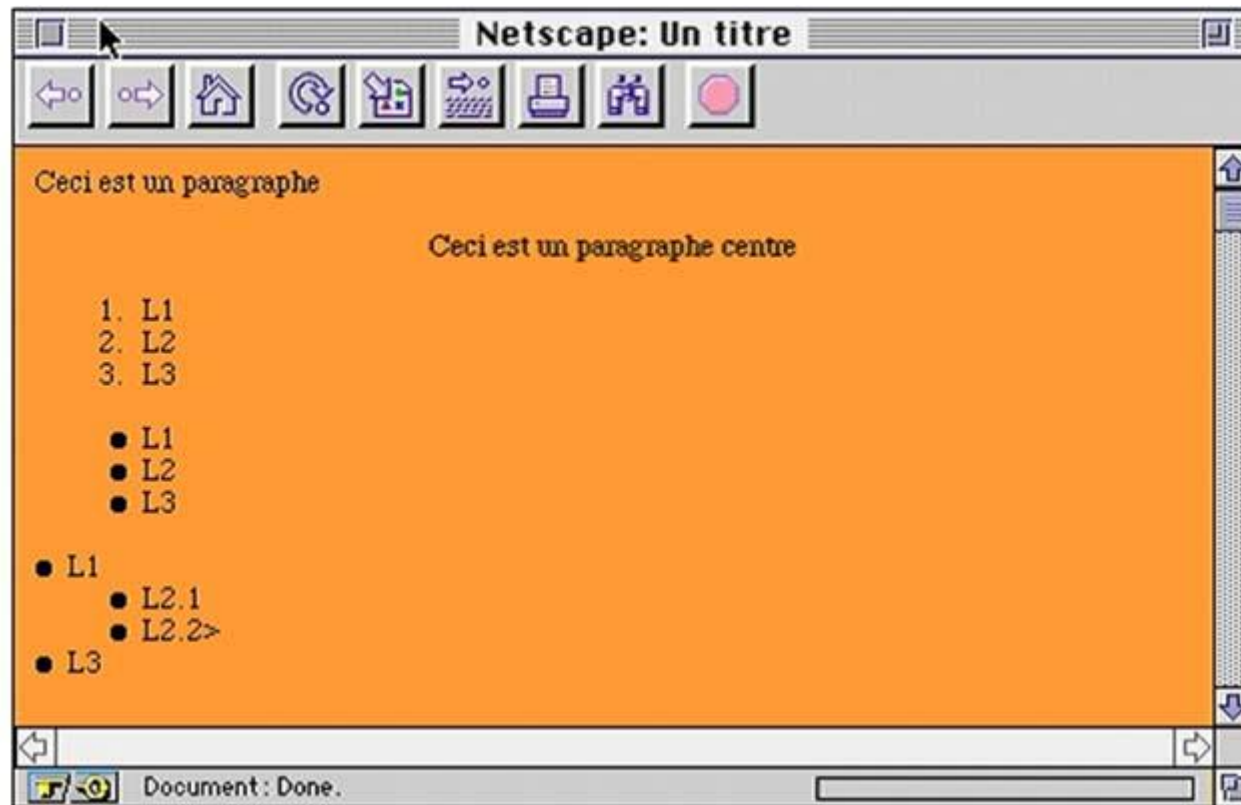 Netscape: Un titre
Ceci est un paragraphe
Ceci est un paragraphe centre
1. L1
2. L2
3. L3
● L1
● L2
● L3
● L1
● L2.1
● L2.2>
● L3
Document: Done.